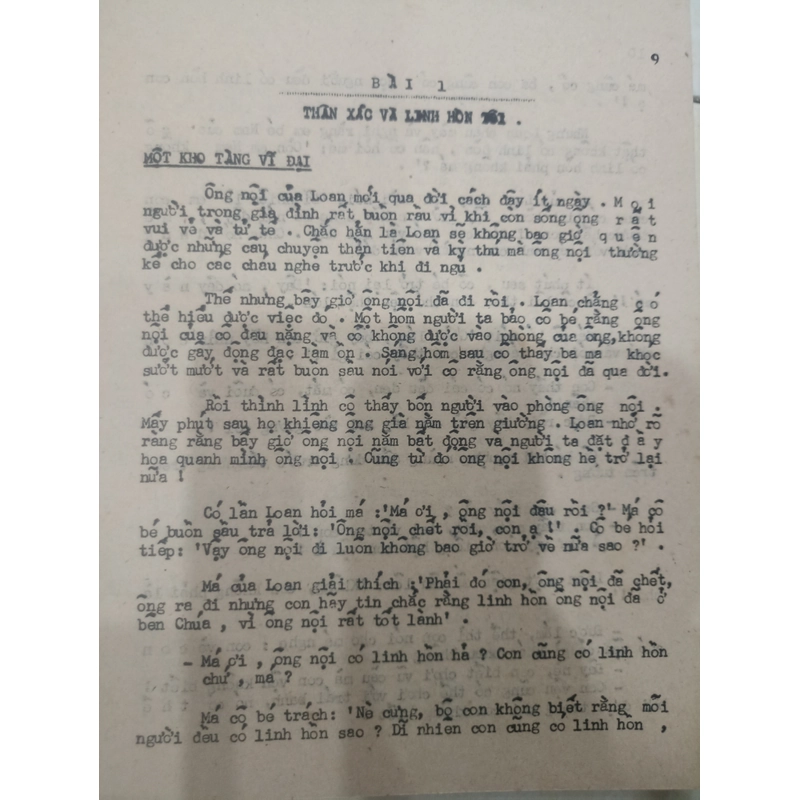 9
BÀI 1
THÂN XÁC VÀ LINH HỒN TÔI .
MỘT KHO TÀNG VĨ ĐẠI
Ông nội của Loan mới qua đời cách đây ít ngày . Mọi
người trong gia đình rất buồn rầu vì khi còn sống ông rất
vui vẻ và tử tế . Chắc hẳn là Loan sẽ không bao giờ quên
được những câu chuyện thần tiên và kỳ thú mà ông nội thường
kể cho các cháu nghe trước khi đi ngủ .
Thế nhưng bây giờ ông nội đã đi rồi . Loan chẳng có
thể hiểu được việc đó . Một hôm người ta bảo cô bé rằng ông
nội của cô đau nặng và cô không được vào phòng của ông,không
được gây động đạc làm ồn . Sáng hôm sau cô thấy ba má khóc
sướt mướt và rất buồn sau nói với cô rằng ông nội đã qua đời.
Rồi thình lình cô thấy bốn người vào phòng ông nội .
Mấy phút sau họ khiêng ông già nằm trên giường . Loan nhớ rõ
ràng rằng bây giờ ông nội nằm bất động và người ta đặt đầy
hoa quanh mình ông nội . Cũng từ đó ông nội không hề trở lại
nữa !
Có lần Loan hỏi má :'Má ơi , ông nội đâu rồi ?' Má cô
bé buồn sầu trả lời: 'Ông nội chết rồi, con ạ !' . Cô bé hỏi
tiếp: 'Vậy ông nội đi luôn không bao giờ trở về nữa sao ?' .
Má của Loan giải thích :'Phải đó con, ông nội đã chết,
ông ra đi nhưng con hãy tin chắc rằng linh hồn ông nội đã ở
bên Chúa , vì ông nội rất tốt lành' .
- Má ơi , ông nội có linh hồn hả ? Con cũng có linh hồn
chứ , má ?
Má cô bé trách: 'Nè cưng, bộ con không biết rằng mỗi
người đều có linh hồn sao ? Dĩ nhiên con cũng có linh hồn ,